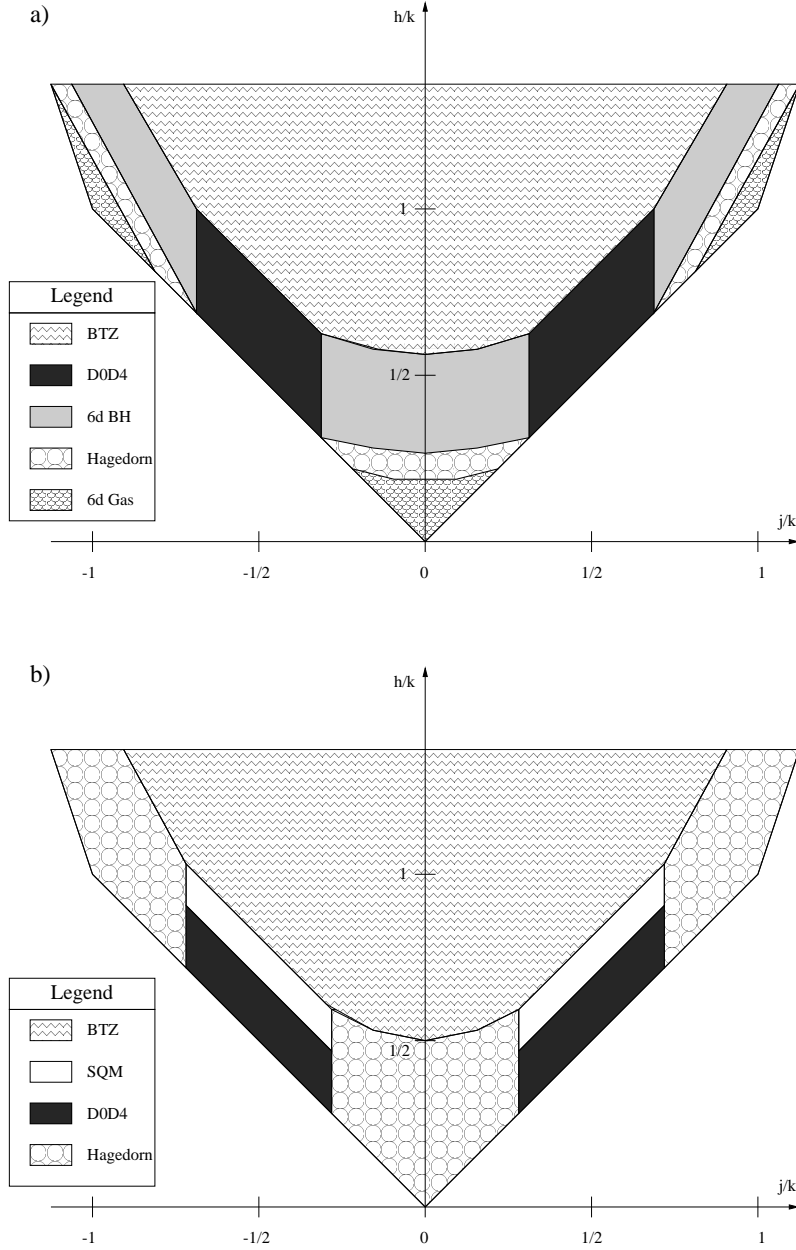 a)
h/k
1
1/2
Legend
BTZ
D0D4
6d BH
Hagedorn
6d Gas
j/k
-1
-1/2
0
1/2
1
b)
h/k
1
1/2
Legend
BTZ
SQM
D0D4
Hagedorn
j/k
-1
-1/2
0
1/2
1